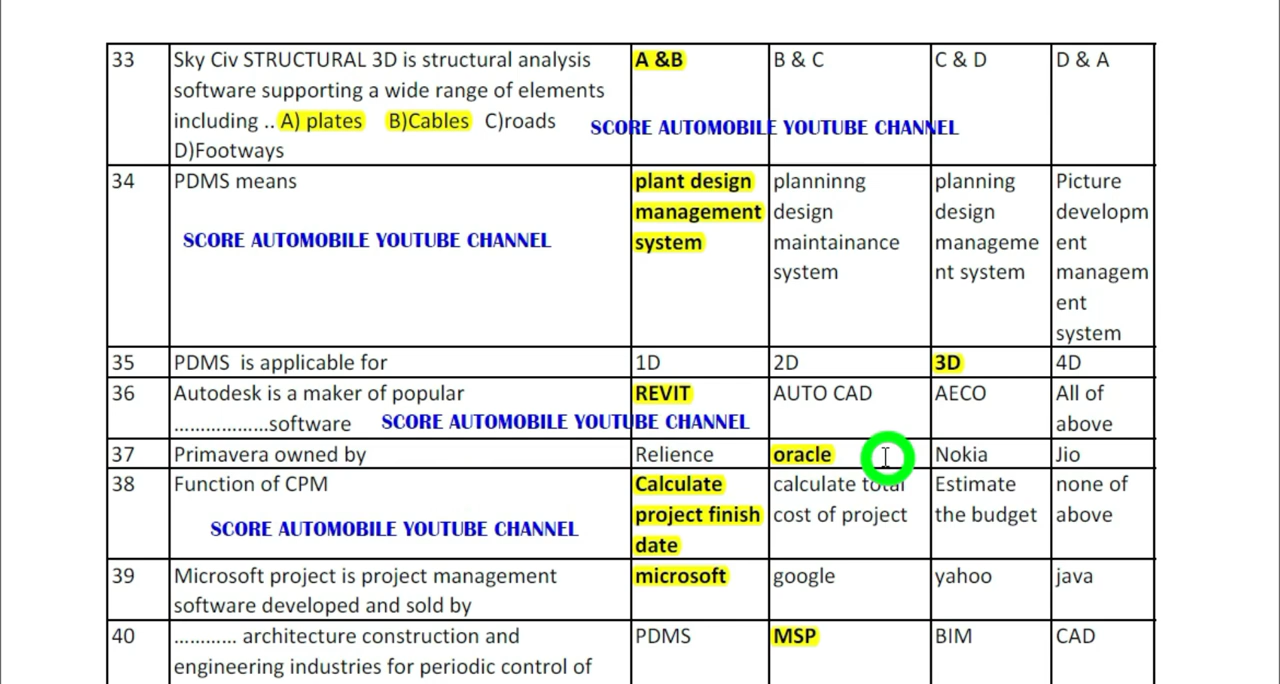 33 Sky Civ STRUCTURAL 3D is structural analysis A &B B & C C & D D & A
software supporting a wide range of elements
including .. A) plates B)Cables C)roads
SCORE AUTOMOBILE YOUTUBE CHANNEL
D)Footways
34 PDMS means plant design planninng planning Picture
management design design developm
system maintainance manageme ent
SCORE AUTOMOBILE YOUTUBE CHANNEL
system nt system managem
ent
system
35 PDMS is applicable for 1D 2D 3D 4D
36 Autodesk is a maker of popular REVIT AUTO CAD AECO All of
..................software above
SCORE AUTOMOBILE YOUTUBE CHANNEL
37 Primavera owned by Relience oracle Nokia Jio
38 Function of CPM Calculate calculate total Estimate none of
project finish cost of project the budget above
SCORE AUTOMOBILE YOUTUBE CHANNEL
date
39 Microsoft project is project management microsoft google yahoo java
software developed and sold by
40 ............ architecture construction and PDMS MSP BIM CAD
engineering industries for periodic control of